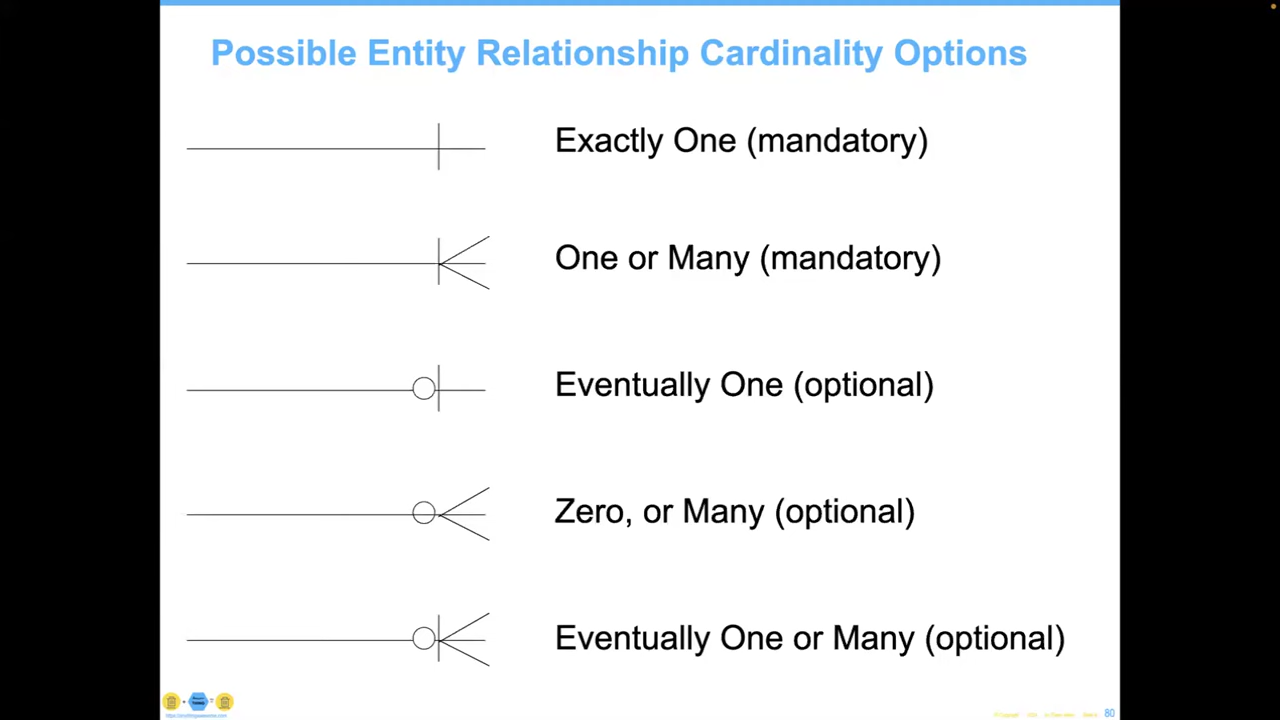 Possible Entity Relationship Cardinality Options
Exactly One (mandatory)
One or Many (mandatory)
Eventually One (optional)
Zero, or Many (optional)
Eventually One or Many (optional)
80